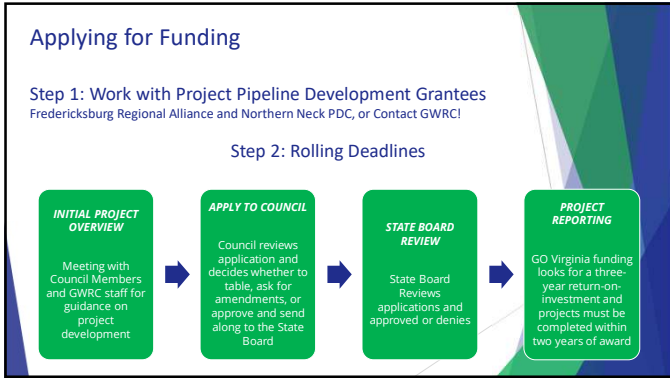 Applying for Funding
Step 1: Work with Project Pipeline Development Grantees
Fredericksburg Regional Alliance and Northern Neck PDC, or Contact GWRC!
Step 2: Rolling Deadlines
INITIAL PROJECT
OVERVIEW
Meeting with
Council Members
and GWRC staff for
guidance on
project
development
APPLY TO COUNCIL
Council reviews
application and
decides whether to
table, ask for
amendments, or
approve and send
along to the State
Board
STATE BOARD
REVIEW
State Board
Reviews
applications and
approved or denies
PROJECT
REPORTING
GO Virginia funding
looks for a three-
year return-on-
investment and
projects must be
completed within
two years of award